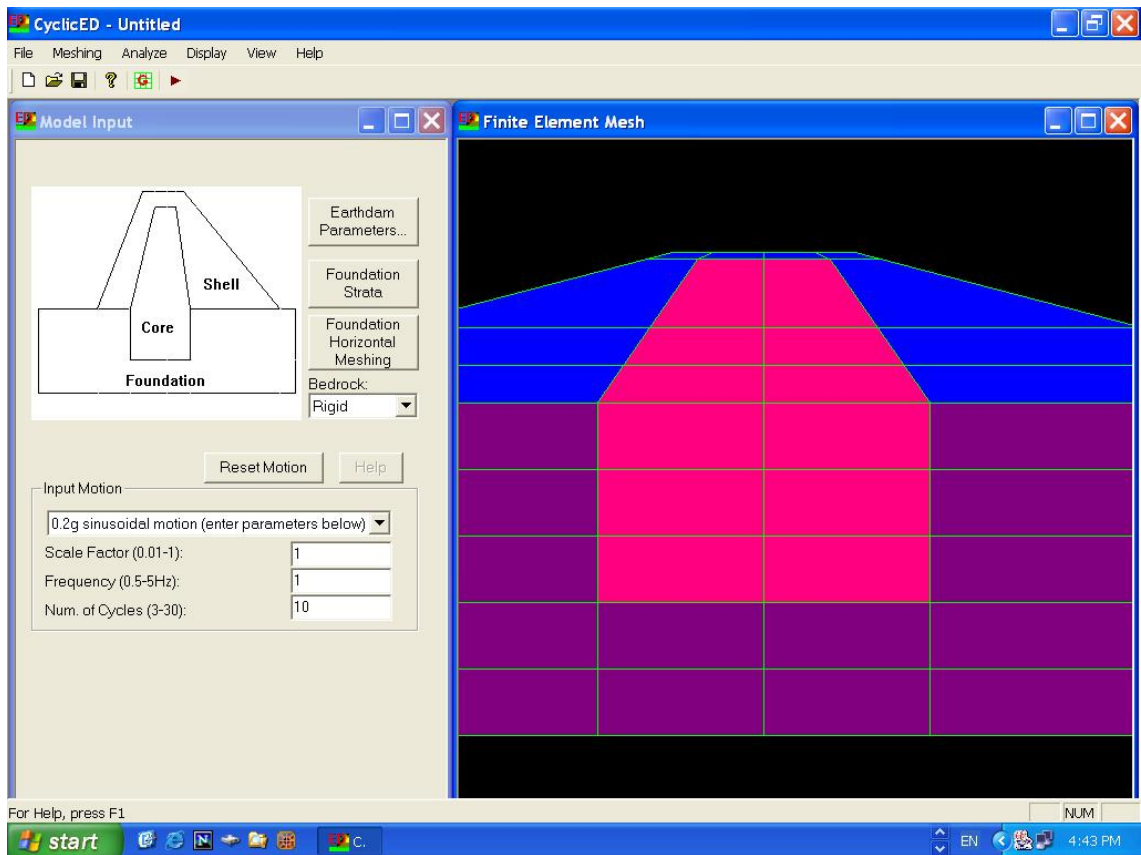 CyclicED - Untitled
File Meshing Analyze Display View Help
Model Input
Shell
Core
Foundation
Earthdam
Parameters...
Foundation
Strata
Foundation
Horizontal
Meshing
Bedrock:
Rigid
Reset Motion Help
Input Motion
0.2g sinusoidal motion (enter parameters below)
Scale Factor (0.01-1): 1
Frequency (0.5-5Hz): 1
Num. of Cycles (3-30): 10
Finite Element Mesh
For Help, press F1 NUM
start N C. EN 4:43 PM